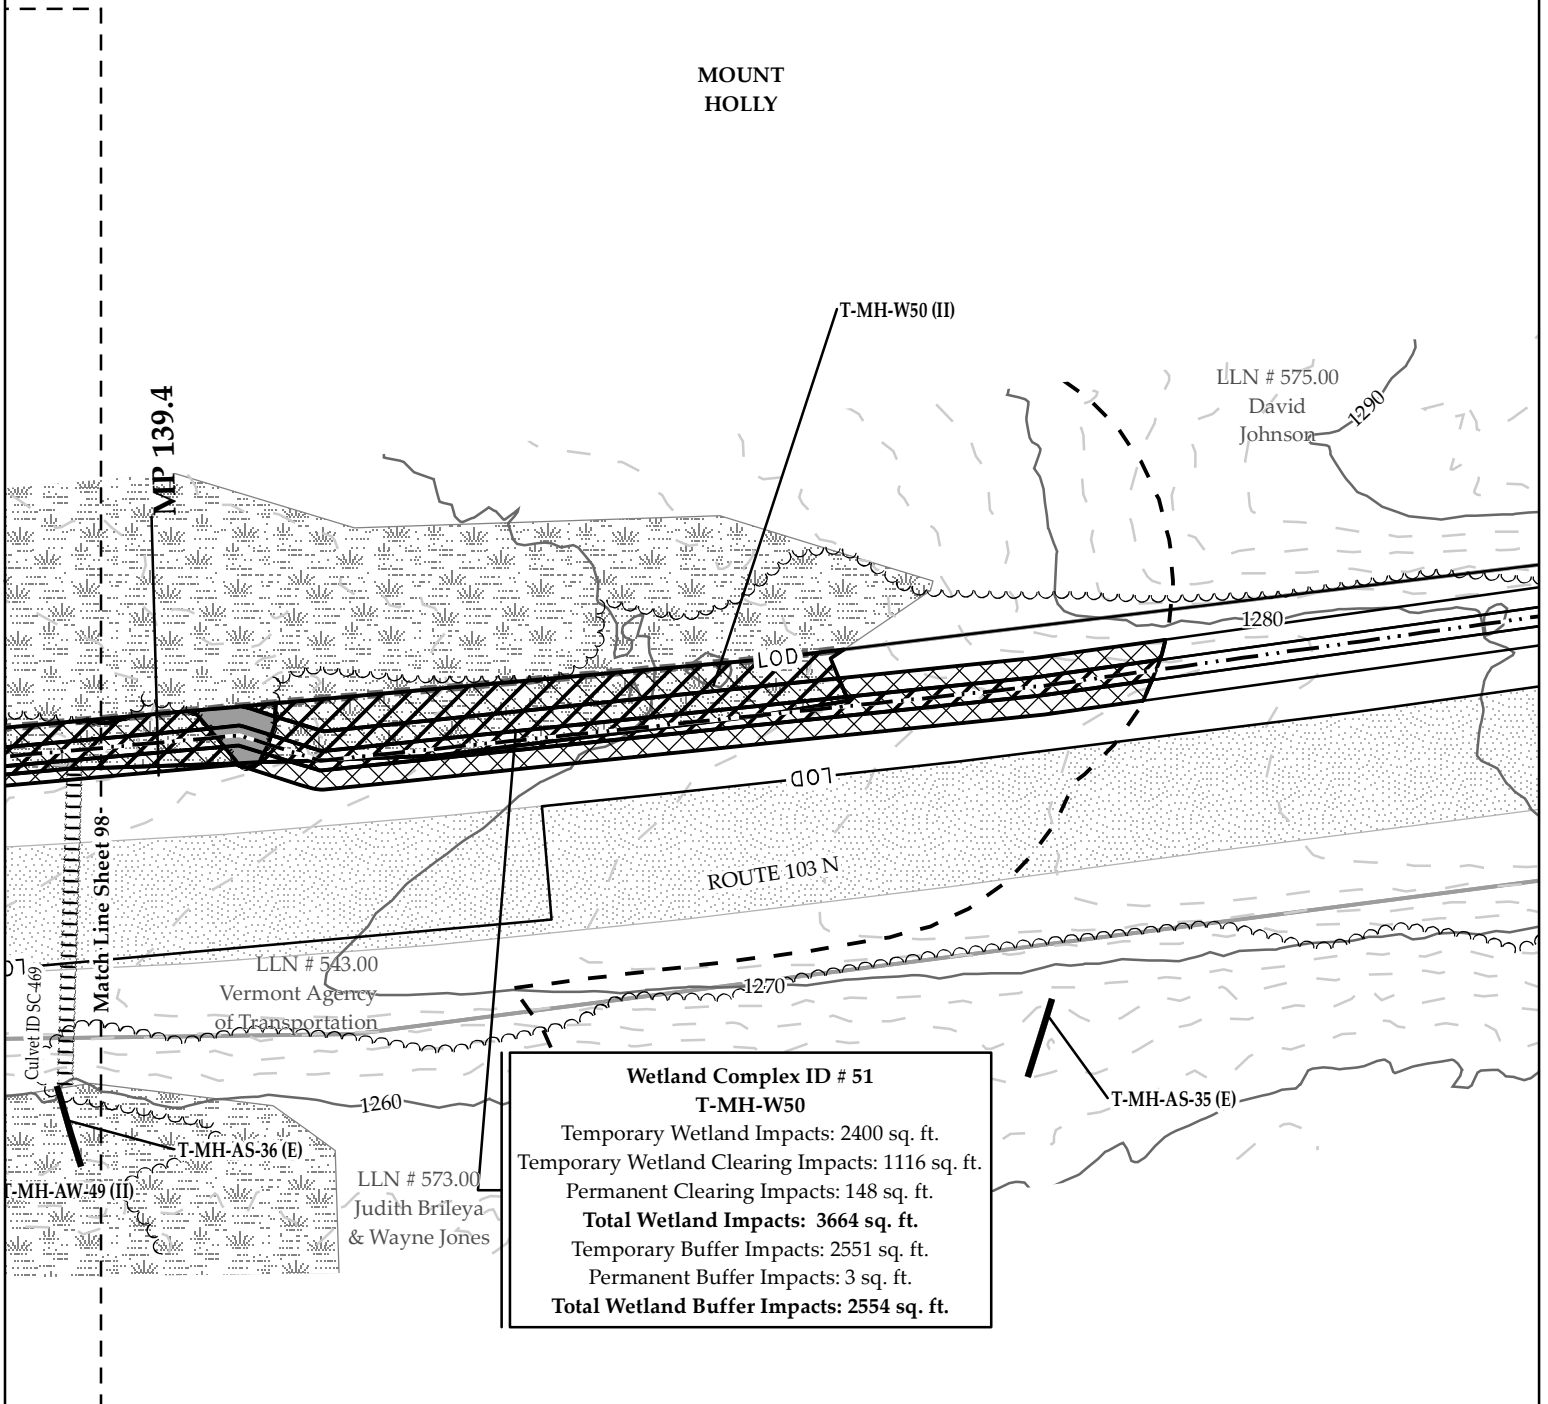 MOUNT
HOLLY
T-MH-W50 (II)
LLN # 575.00
David
Johnson
1290
MP 139.4
1280
LOD
LOD
ROUTE 103 N
Match Line Sheet 98
Culvet ID SC-469
LLN # 543.00
Vermont Agency
of Transportation
1270
1260
T-MH-AS-35 (E)
T-MH-AS-36 (E)
T-MH-AW-49 (II)
LLN # 573.00
Judith Brileya
& Wayne Jones
Wetland Complex ID # 51
T-MH-W50
Temporary Wetland Impacts: 2400 sq. ft.
Temporary Wetland Clearing Impacts: 1116 sq. ft.
Permanent Clearing Impacts: 148 sq. ft.
Total Wetland Impacts:  3664 sq. ft.
Temporary Buffer Impacts: 2551 sq. ft.
Permanent Buffer Impacts: 3 sq. ft.
Total Wetland Buffer Impacts: 2554 sq. ft.